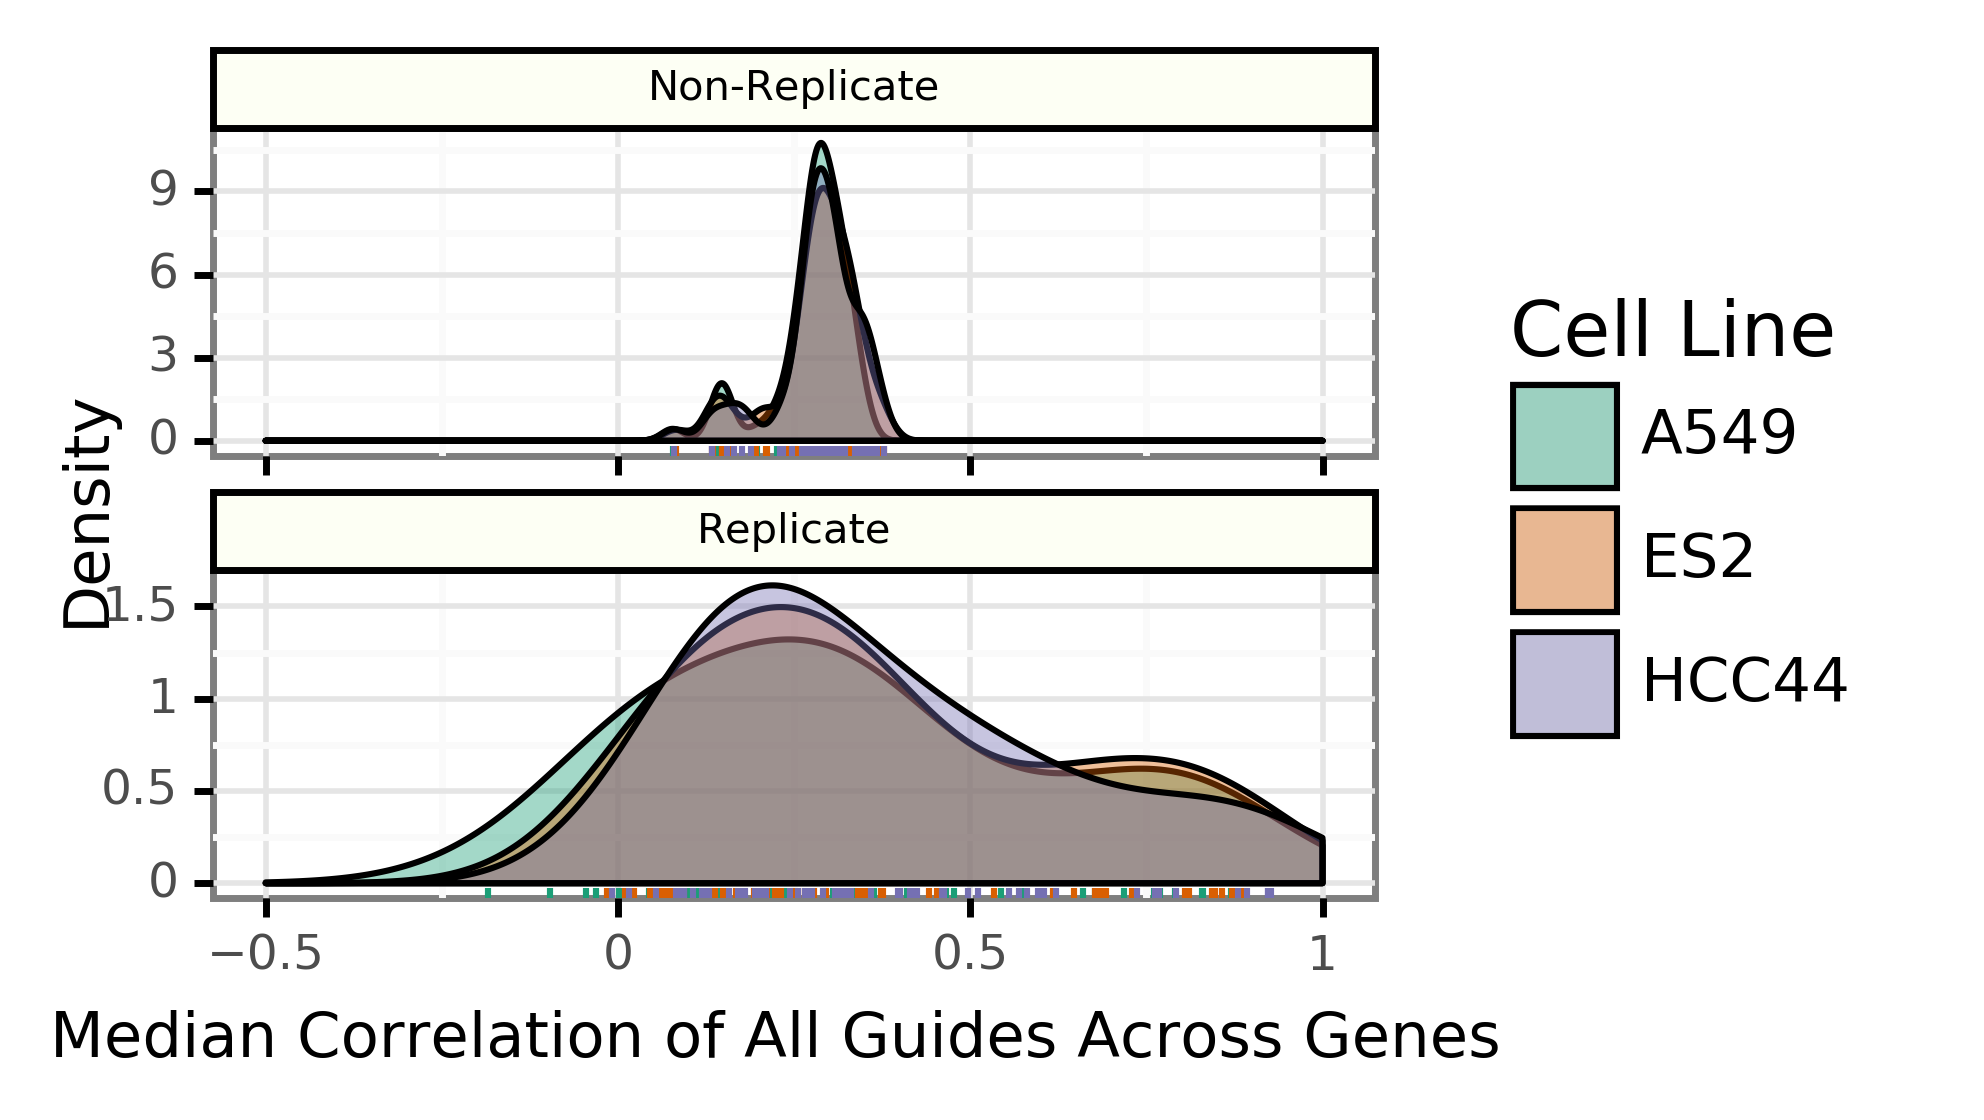 Non-Replicate
9
6
3
0
Density
Replicate
1.5
1
0.5
0
−0.5 0 0.5 1
Median Correlation of All Guides Across Genes
Cell Line
A549
ES2
HCC44